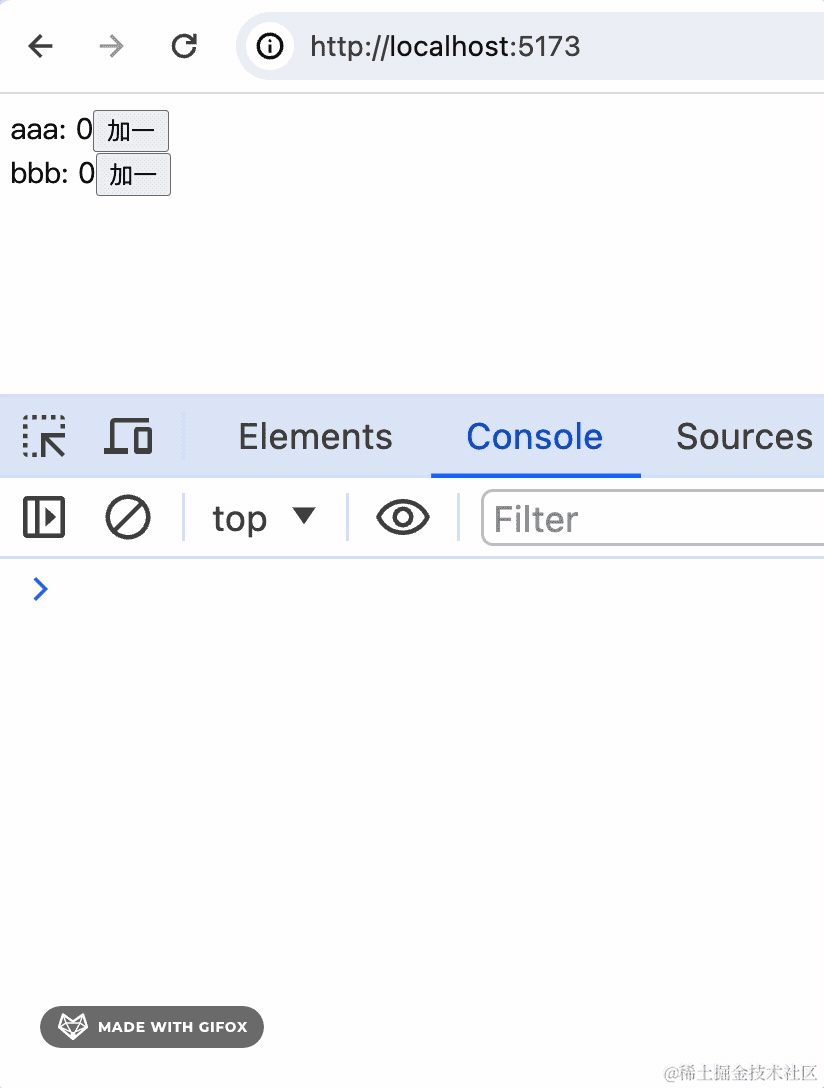 http://localhost:5173
aaa: 0 加一
bbb: 0 加一
Elements Console Sources
top Filter
MADE WITH GIFOX
@稀土掘金技术社区